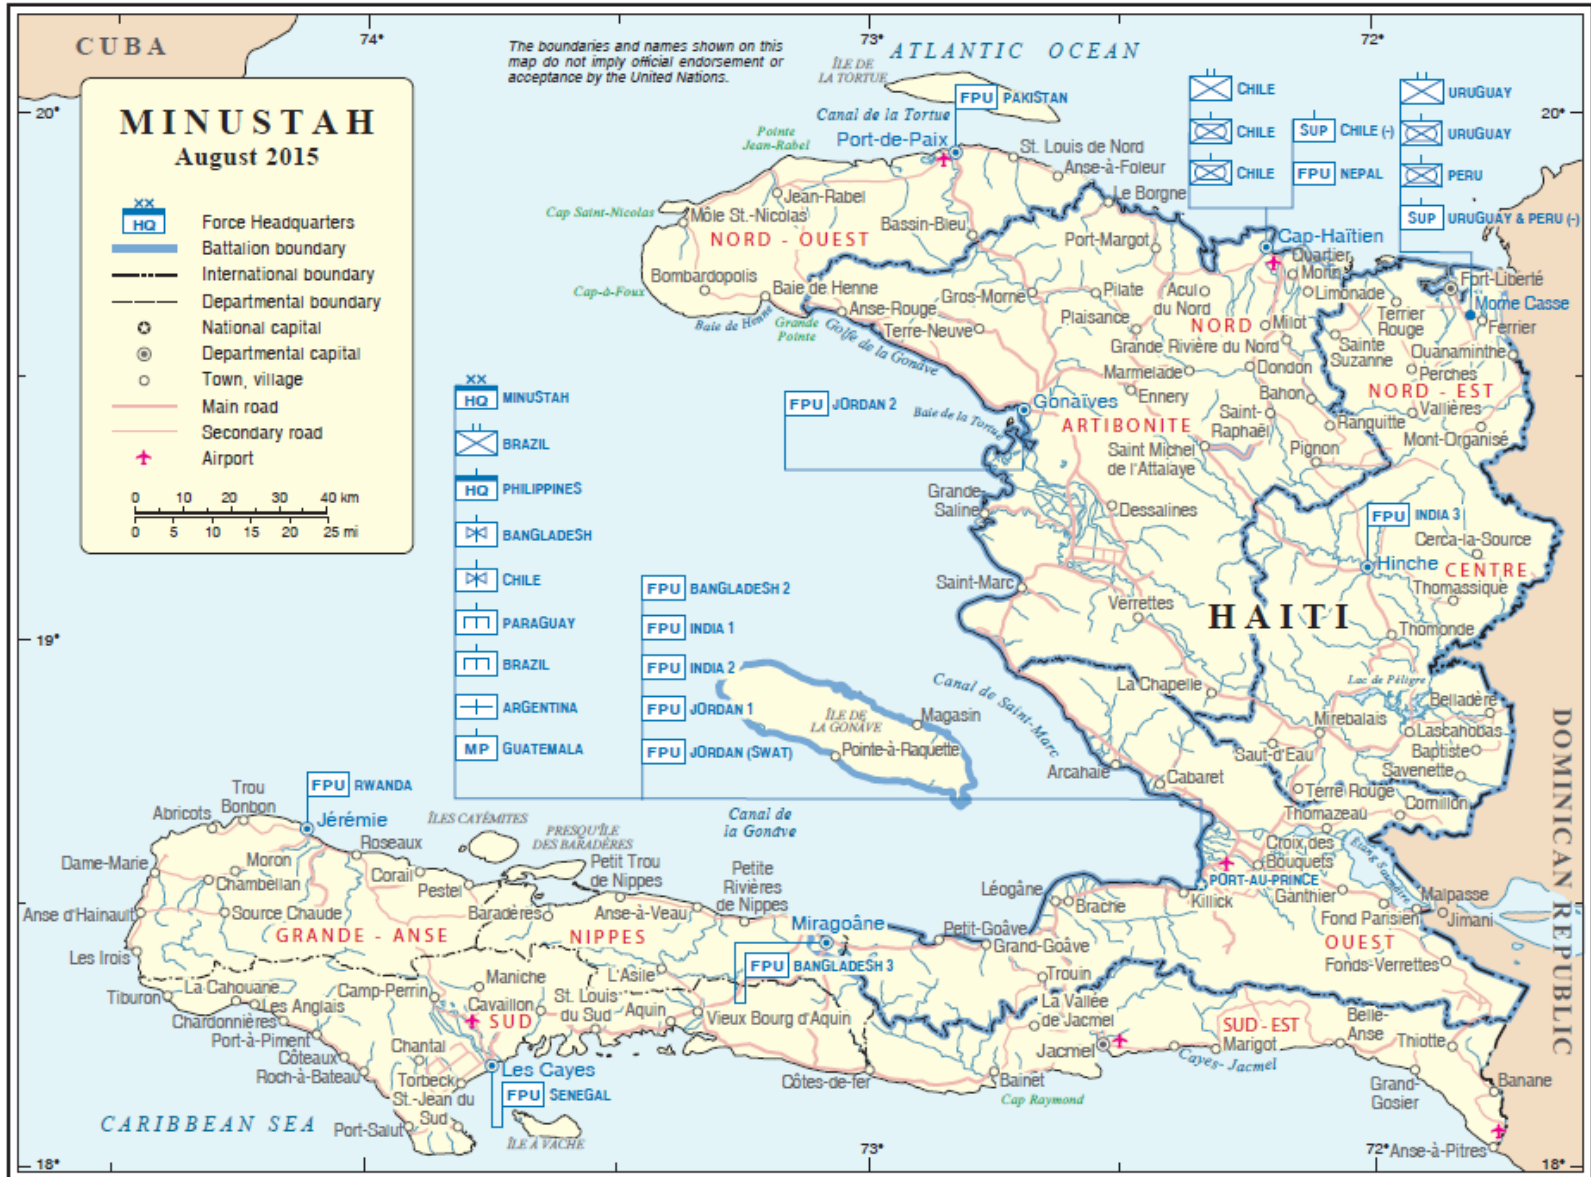 CUBA
74°
73°
72°
The boundaries and names shown on this
map do not imply official endorsement or
acceptance by the United Nations.
ATLANTIC OCEAN
ÎLE DE
LA TORTUE
20°
20°
MINUSTAH
August 2015
XX
HQ
Force Headquarters
Battalion boundary
International boundary
Departmental boundary
National capital
Departmental capital
Town, village
Main road
Secondary road
Airport
0 10 20 30 40 km
0 5 10 15 20 25 mi
FPU PAKISTAN
Canal de la Tortue
Port-de-Paix
Pointe
Jean-Rabel
St. Louis de Nord
Anse-à-Foleur
Le Borgne
CHILE
CHILE
CHILE
SUP CHILE (-)
FPU NEPAL
URUGUAY
URUGUAY
PERU
SUP URUGUAY & PERU (-)
Jean-Rabel
Cap Saint-Nicolas
Môle St.-Nicolas
NORD - OUEST
Bassin-Bleu
Port-Margot
Cap-Haïtien
Quartier
Morin
Limonade
Fort-Liberté
Mome Casse
Ferrier
Terrier
Rouge
Bombardopolis
Cap-à-Foux
Baie de Henne
Baie de Henne
Grande
Pointe
Anse-Rouge
Terre-Neuve
Golfe de la Gonâve
Gros-Morne
Pilate
Plaisance
Acul
du Nord
NORD
Milot
Grande Rivière du Nord
Sainte
Suzanne
Ouanaminthe
Perches
NORD - EST
Vallières
Mont-Organisé
Marmelade
Dondon
Ennery
Bahon
Saint-
Raphaël
Ranquitte
Pignon
Saint Michel
de l'Attalaye
ARTIBONITE
Gonaïves
Baie de la Tortue
FPU JORDAN 2
XX
HQ MINUSTAH
BRAZIL
HQ PHILIPPINES
BANGLADESH
CHILE
PARAGUAY
BRAZIL
ARGENTINA
MP GUATEMALA
FPU BANGLADESH 2
FPU INDIA 1
FPU INDIA 2
FPU JORDAN 1
FPU JORDAN (SWAT)
Grande
Saline
Dessalines
FPU INDIA 3
Cerca-la-Source
Hinche
CENTRE
Thomassique
Thomonde
Saint-Marc
Verrettes
HAITI
19°
La Chapelle
Lac de Péligre
Belladère
Mirebalais
Lascahobas
Baptiste
Savenette
Saut-d'Eau
Canal de Saint-Marc
ÎLE DE
LA GONÂVE
Magasin
Pointe-à-Raquette
Arcahaie
Cabaret
Terre Rouge
Cornillon
Thomazeau
DOMINICAN REPUBLIC
FPU RWANDA
Trou
Bonbon
Abricots
Jérémie
Roseaux
ÎLES CAYÉMITES
PRESQU'ÎLE
DES BARADÈRES
Canal de
la Gonâve
Dame-Marie
Moron
Chambellan
Corail
Pestel
Petit Trou
de Nippes
Petite
Rivières
de Nippes
Anse d'Hainault
Source Chaude
Baradères
Anse-à-Veau
GRANDE - ANSE
NIPPES
Miragoâne
Les Irois
L'Asile
FPU BANGLADESH 3
Léogâne
Brache
Killick
PORT-AU-PRINCE
Croix des
Bouquets
Ganthier
Etang Saumâtre
Malpasse
Jimani
Fond Parisien
OUEST
Fonds-Verrettes
Petit-Goâve
Grand-Goâve
Trouin
La Vallée
de Jacmel
Tiburon
La Cahouane
Les Anglais
Chardonnières
Port-à-Piment
Côteaux
Roch-à-Bateau
Camp-Perrin
Maniche
Cavaillon
SUD
St. Louis
du Sud
Aquin
Vieux Bourg d'Aquin
Chantal
Torbeck
St.-Jean du
Sud
Port-Salut
Les Cayes
FPU SENEGAL
ÎLE À VACHE
Côtes-de-fer
Bainet
Cap Raymond
Jacmel
Cayes-Jacmel
SUD-EST
Marigot
Belle-
Anse
Thiotte
Grand-
Gosier
Banane
Anse-à-Pitres
CARIBBEAN SEA
18°
73°
72°
18°